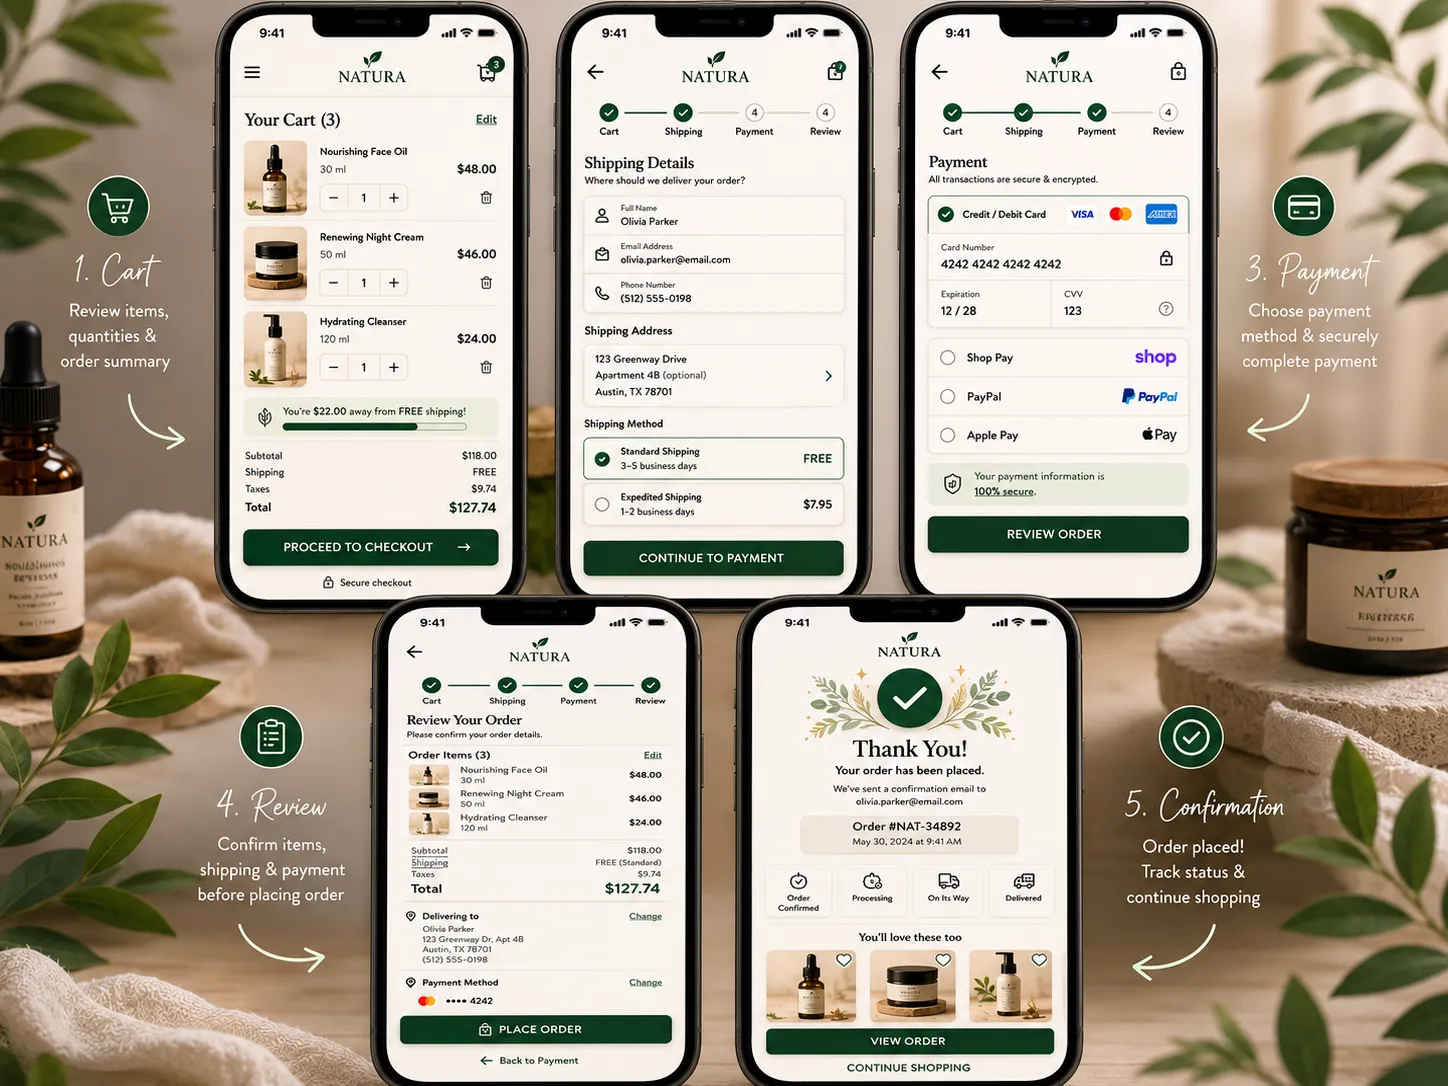 9:41
NATURA
3
Your Cart (3)
Edit
Nourishing Face Oil
30 ml
$48.00
− 1 +
Renewing Night Cream
50 ml
$46.00
− 1 +
Hydrating Cleanser
120 ml
$24.00
− 1 +
You're $22.00 away from FREE shipping!
Subtotal $118.00
Shipping FREE
Taxes $9.74
Total $127.74
PROCEED TO CHECKOUT →
Secure checkout
9:41
NATURA
4
4
Cart Shipping Payment Review
Shipping Details
Where should we deliver your order?
Full Name
Olivia Parker
Email Address
olivia.parker@email.com
Phone Number
(512) 555-0198
Shipping Address
123 Greenway Drive
Apartment 4B (optional)
Austin, TX 78701
Shipping Method
Standard Shipping
3–5 business days
FREE
Expedited Shipping
1–2 business days
$7.95
CONTINUE TO PAYMENT
9:41
NATURA
4
Cart Shipping Payment Review
Payment
All transactions are secure & encrypted.
Credit / Debit Card
VISA
AMEX
Card Number
4242 4242 4242 4242
Expiration
12 / 28
CVV
123
?
Shop Pay
shop
PayPal
PayPal
Apple Pay
Pay
Your payment information is
100% secure.
REVIEW ORDER
1. Cart
Review items,
quantities &
order summary
3. Payment
Choose payment
method & securely
complete payment
NATURA
NATURA
9:41
NATURA
Cart Shipping Payment Review
Review Your Order
Please confirm your order details.
Order Items (3)
Edit
Nourishing Face Oil
30 ml
$48.00
Renewing Night Cream
50 ml
$46.00
Hydrating Cleanser
120 ml
$24.00
Subtotal $118.00
Shipping FREE (Standard)
Taxes $9.74
Total $127.74
Delivering to
Change
Olivia Parker
123 Greenway Dr, Apt 4B
Austin, TX 78701
(512) 555-0198
Payment Method
Change
•••• 4242
PLACE ORDER
← Back to Payment
9:41
NATURA
Thank You!
Your order has been placed.
We've sent a confirmation email to
olivia.parker@email.com
Order #NAT-34892
May 30, 2024 at 9:41 AM
Order
Confirmed
Processing
On Its Way
Delivered
You'll love these too
VIEW ORDER
CONTINUE SHOPPING
4. Review
Confirm items,
shipping & payment
before placing order
5. Confirmation
Order placed!
Track status &
continue shopping